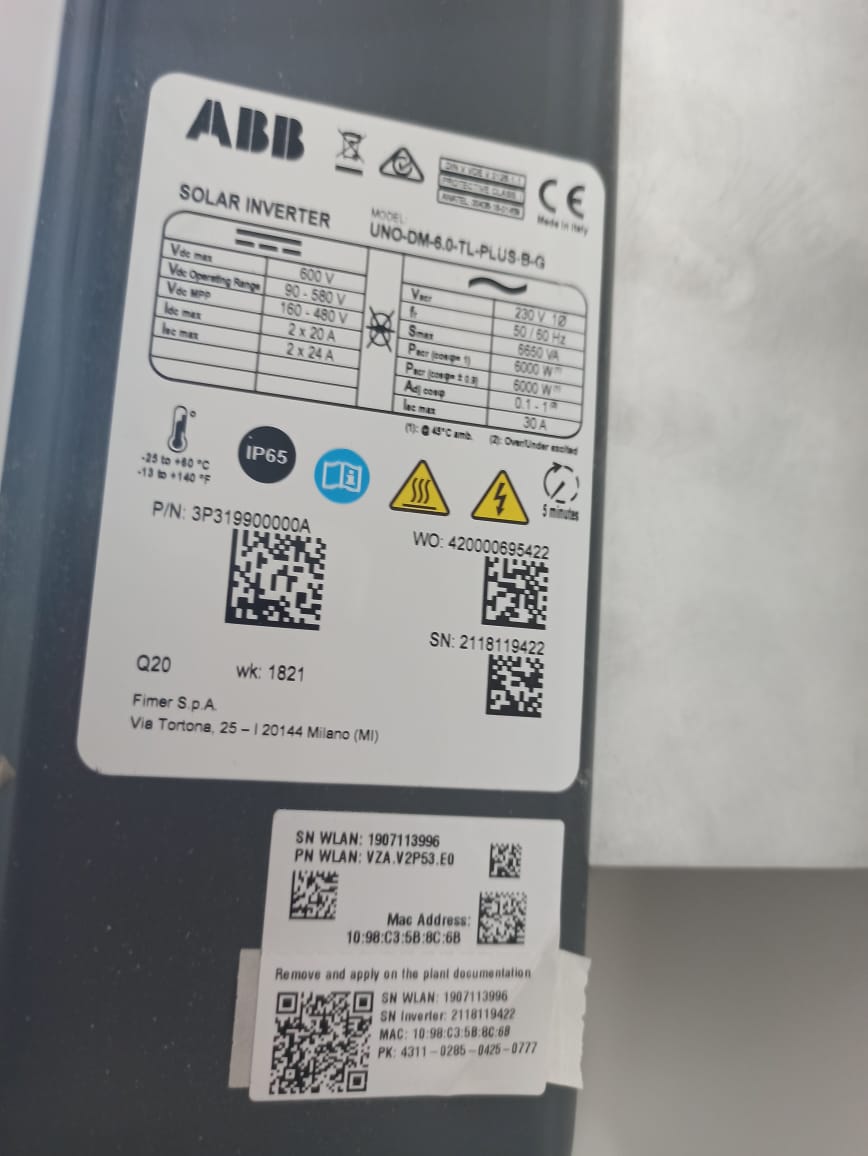 ABB
CE
Made in Italy
SOLAR INVERTER
MODEL:
UNO-DM-6.0-TL-PLUS-B-G
Vdc max 600 V
Vdc Operating Range 90 - 580 V
Vdc MPP 160 - 480 V
Idc max 2 x 20 A
Isc max 2 x 24 A
Vacr 230 V 1Ø
fr 50 / 60 Hz
Smax 6650 VA
Pacr (cosφ= 1) 6000 W (1)
Pacr (cosφ= ± 0.9) 6000 W (1)
Adj cosφ 0.1 - 1 (2)
Iac max 30 A
(1): @ 45°C amb. (2): Over/Under excited
-25 to +60 °C
-13 to +140 °F
IP65
5 minutes
P/N: 3P319900000A
WO: 420000695422
SN: 2118119422
Q20 wk: 1821
Fimer S.p.A.
Via Tortona, 25 – I 20144 Milano (MI)
SN WLAN: 1907113996
PN WLAN: VZA.V2P53.E0
Mac Address:
10:98:C3:5B:8C:6B
Remove and apply on the plant documentation
SN WLAN: 1907113996
SN Inverter: 2118119422
MAC: 10:98:C3:5B:8C:6B
PK: 4311-0285-0425-0777